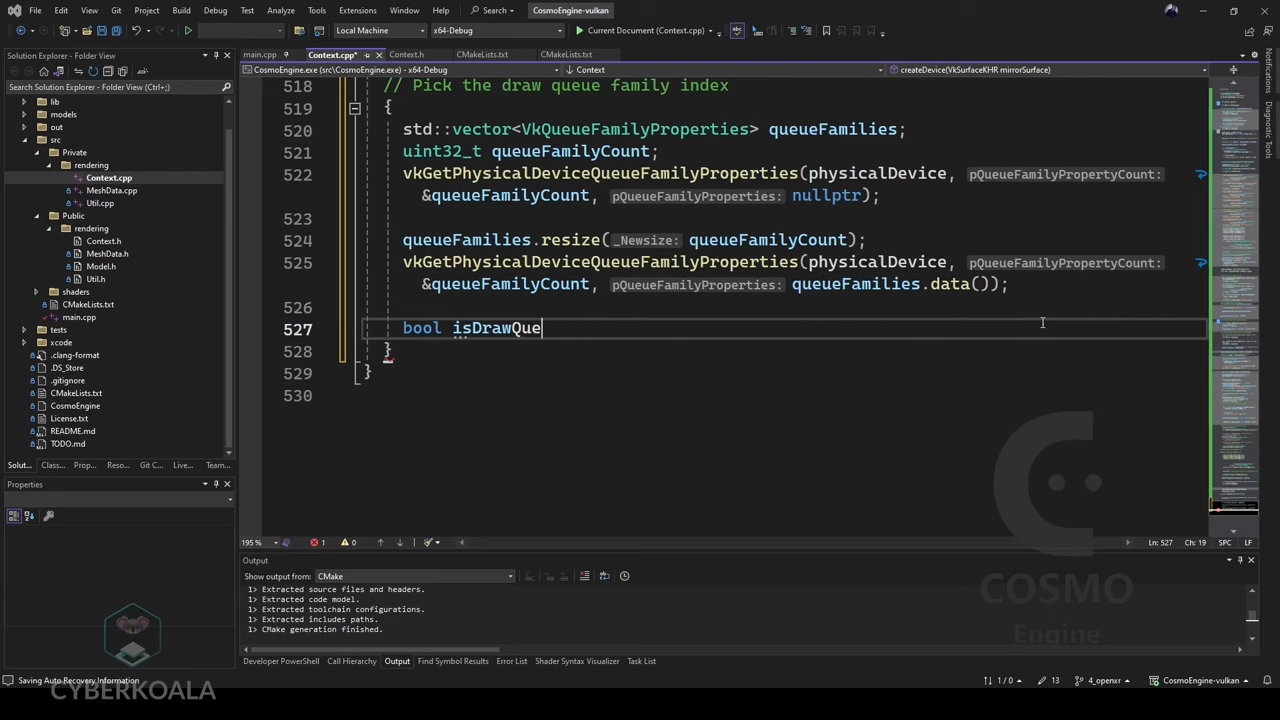 File Edit View Git Project Build Debug Test Analyze Tools Extensions Window Help Search CosmoEngine-vulkan
Local Machine x64-Debug Current Document (Context.cpp)
Solution Explorer - Folder View
Search Solution Explorer - Folder View (Ctrl+;)
lib
models
out
src
Private
rendering
Context.cpp
MeshData.cpp
Util.cpp
Public
rendering
Context.h
MeshData.h
Model.h
Util.h
shaders
CMakeLists.txt
main.cpp
tests
xcode
.clang-format
.DS_Store
.gitignore
CMakeLists.txt
CosmoEngine
License.txt
README.md
TODO.md
Solut... Class... Prop... Reso... Git C... Live... Team...
Properties
main.cpp Context.cpp* Context.h CMakeLists.txt CMakeLists.txt
CosmoEngine.exe (src\CosmoEngine.exe) - x64-Debug Context createDevice(VkSurfaceKHR mirrorSurface)
518 // Pick the draw queue family index
519 {
520 std::vector<VkQueueFamilyProperties> queueFamilies;
521 uint32_t queueFamilyCount;
522 vkGetPhysicalDeviceQueueFamilyProperties(physicalDevice, pQueueFamilyPropertyCount:
&queueFamilyCount, pQueueFamilyProperties: nullptr);
523
524 queueFamilies.resize(_Newsize: queueFamilyCount);
525 vkGetPhysicalDeviceQueueFamilyProperties(physicalDevice, pQueueFamilyPropertyCount:
&queueFamilyCount, pQueueFamilyProperties: queueFamilies.data());
526
527 bool isDrawQue
528 }
529 }
530
195 % 1 0 Ln: 527 Ch: 19 SPC LF
Output
Show output from: CMake
1> Extracted source files and headers.
1> Extracted code model.
1> Extracted toolchain configurations.
1> Extracted includes paths.
1> CMake generation finished.
Developer PowerShell Call Hierarchy Output Find Symbol Results Error List Shader Syntax Visualizer Task List
Saving Auto Recovery Information 1 / 0 13 4_openxr CosmoEngine-vulkan
Notifications
Diagnostic Tools
COSMO
Engine
CYBERKOALA